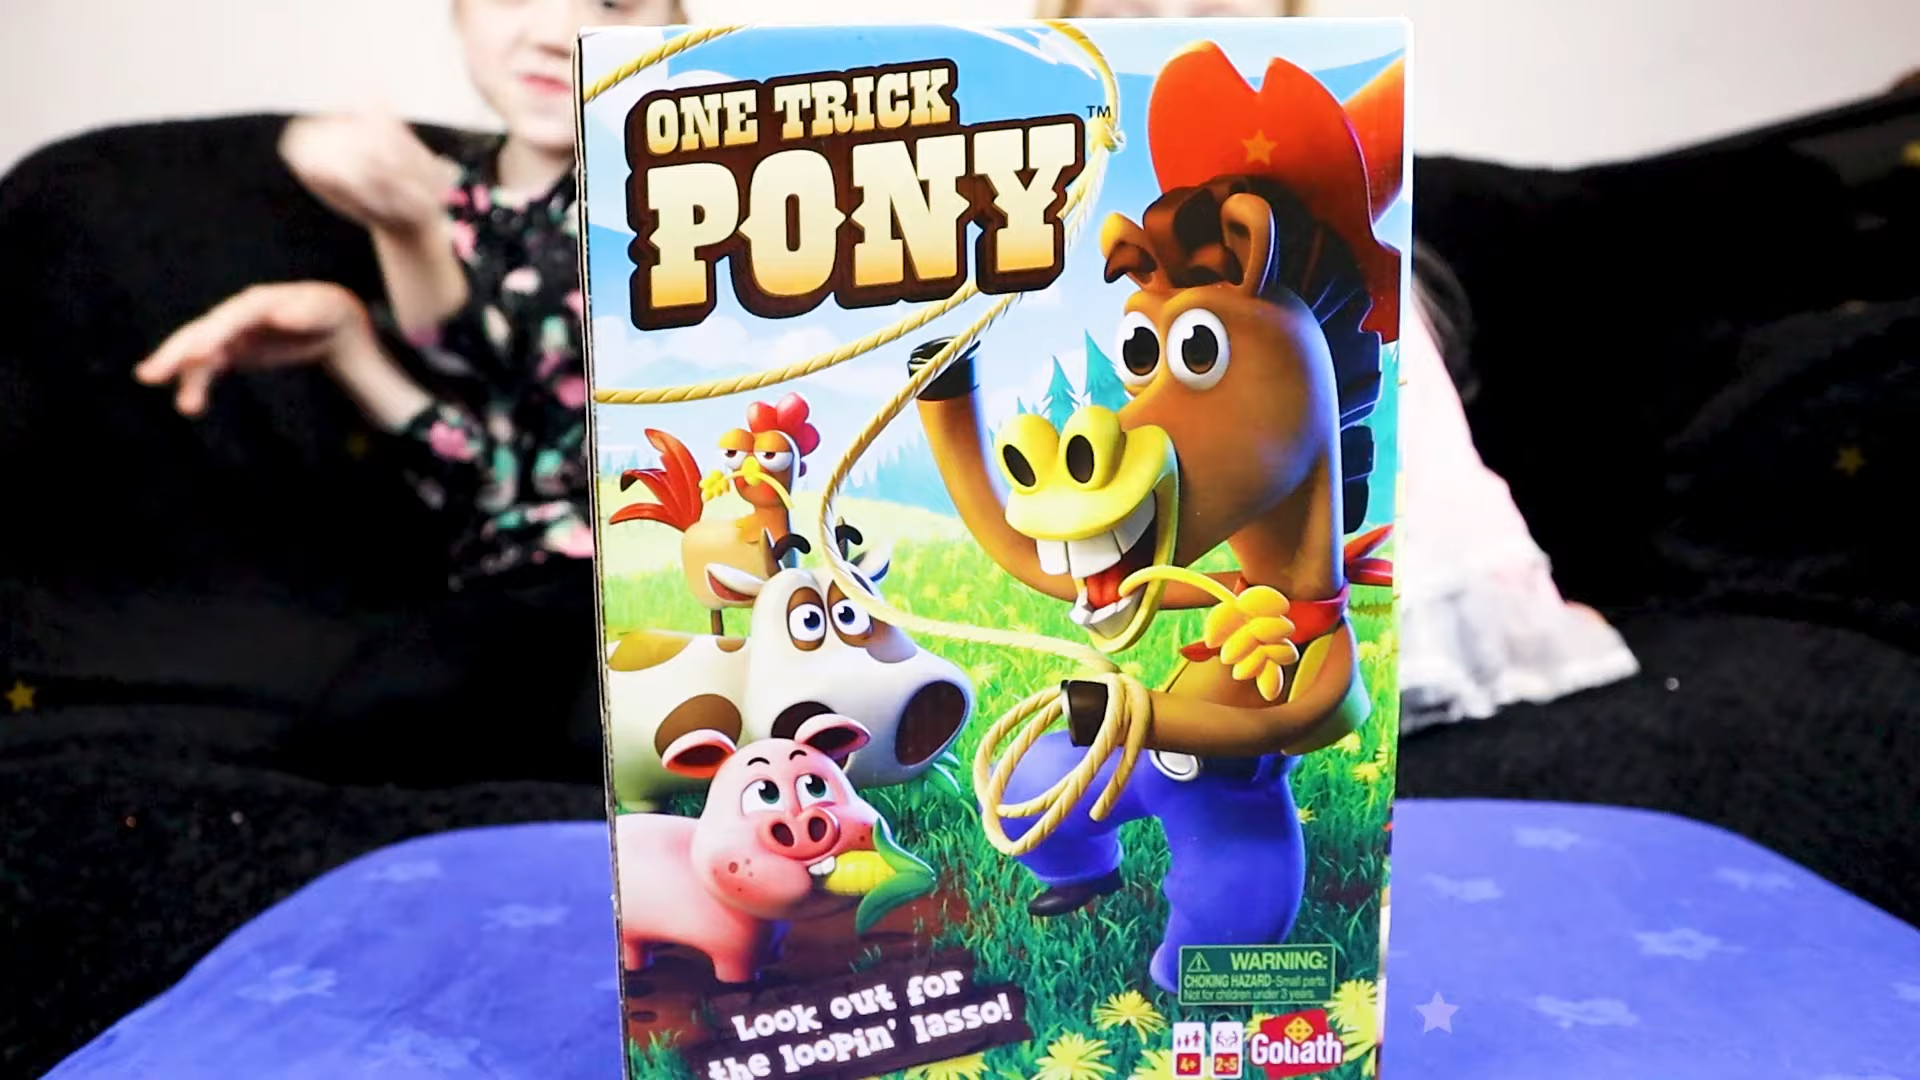 ONE TRICK
PONY
TM
Look out for
the loopin' lasso!
WARNING:
CHOKING HAZARD-Small parts.
Not for children under 3 years.
4+
2-5
Goliath